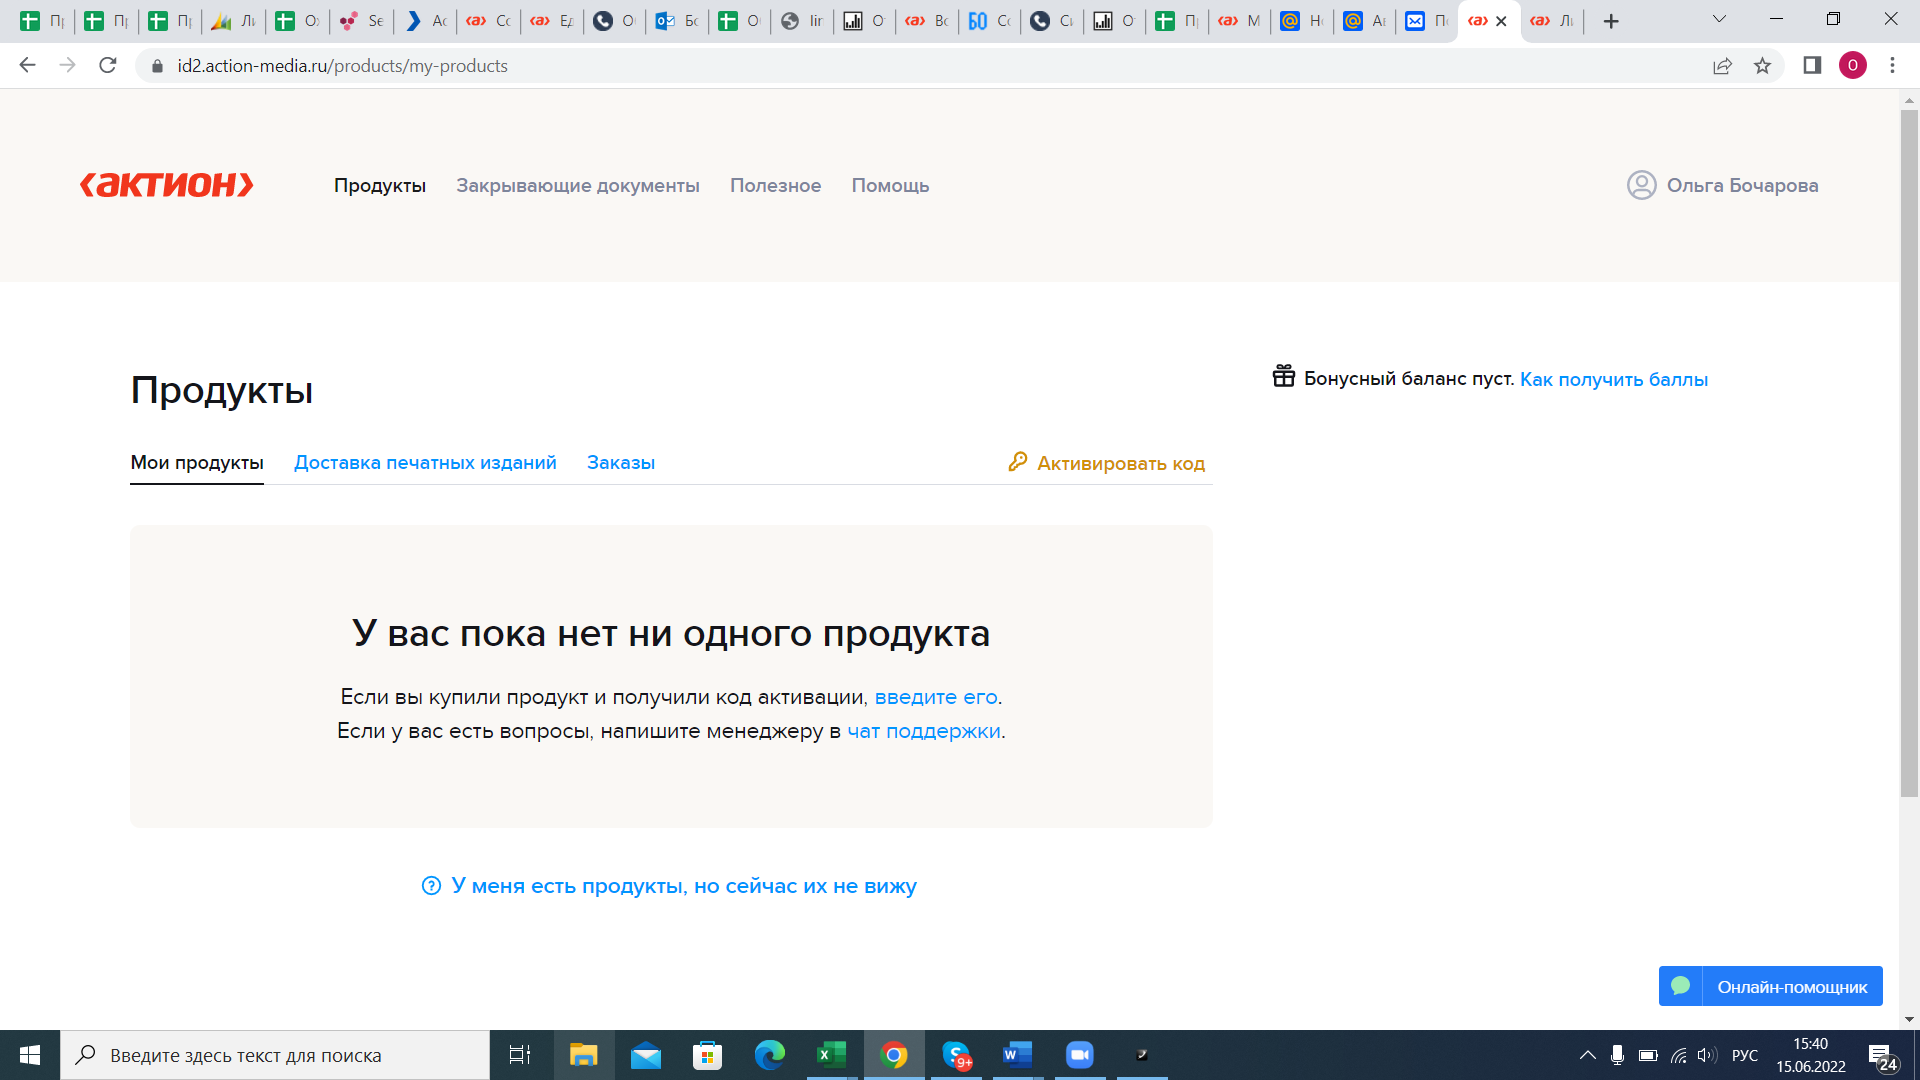 id2.action-media.ru/products/my-products
‹актион›
Продукты
Закрывающие документы
Полезное
Помощь
Ольга Бочарова
Продукты
Бонусный баланс пуст. Как получить баллы
Мои продукты
Доставка печатных изданий
Заказы
Активировать код
У вас пока нет ни одного продукта
Если вы купили продукт и получили код активации, введите его.
Если у вас есть вопросы, напишите менеджеру в чат поддержки.
У меня есть продукты, но сейчас их не вижу
Онлайн-помощник
Введите здесь текст для поиска
9+
РУС
15:40
15.06.2022
24